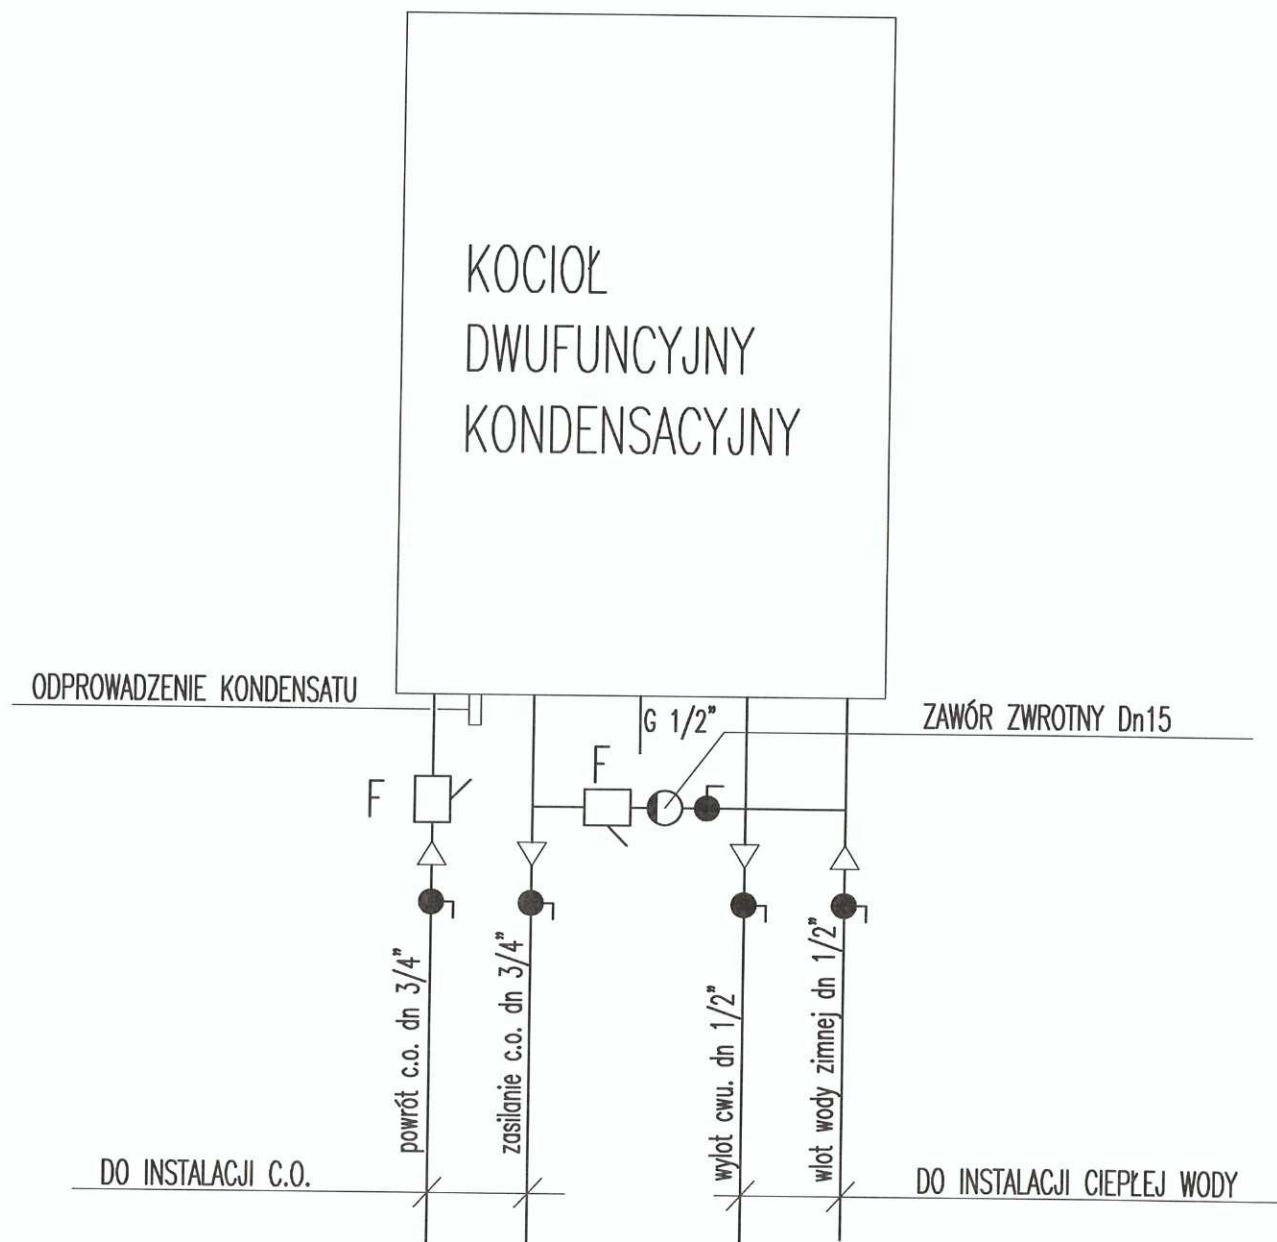 KOCIOŁ
DWUFUNCYJNY
KONDENSACYJNY
ODPROWADZENIE KONDENSATU
G 1/2"
ZAWÓR ZWROTNY Dn15
F
F
powrót c.o. dn 3/4"
zasilanie c.o. dn 3/4"
wylot cwu. dn 1/2"
wlot wody zimnej dn 1/2"
DO INSTALACJI C.O.
DO INSTALACJI CIEPŁEJ WODY